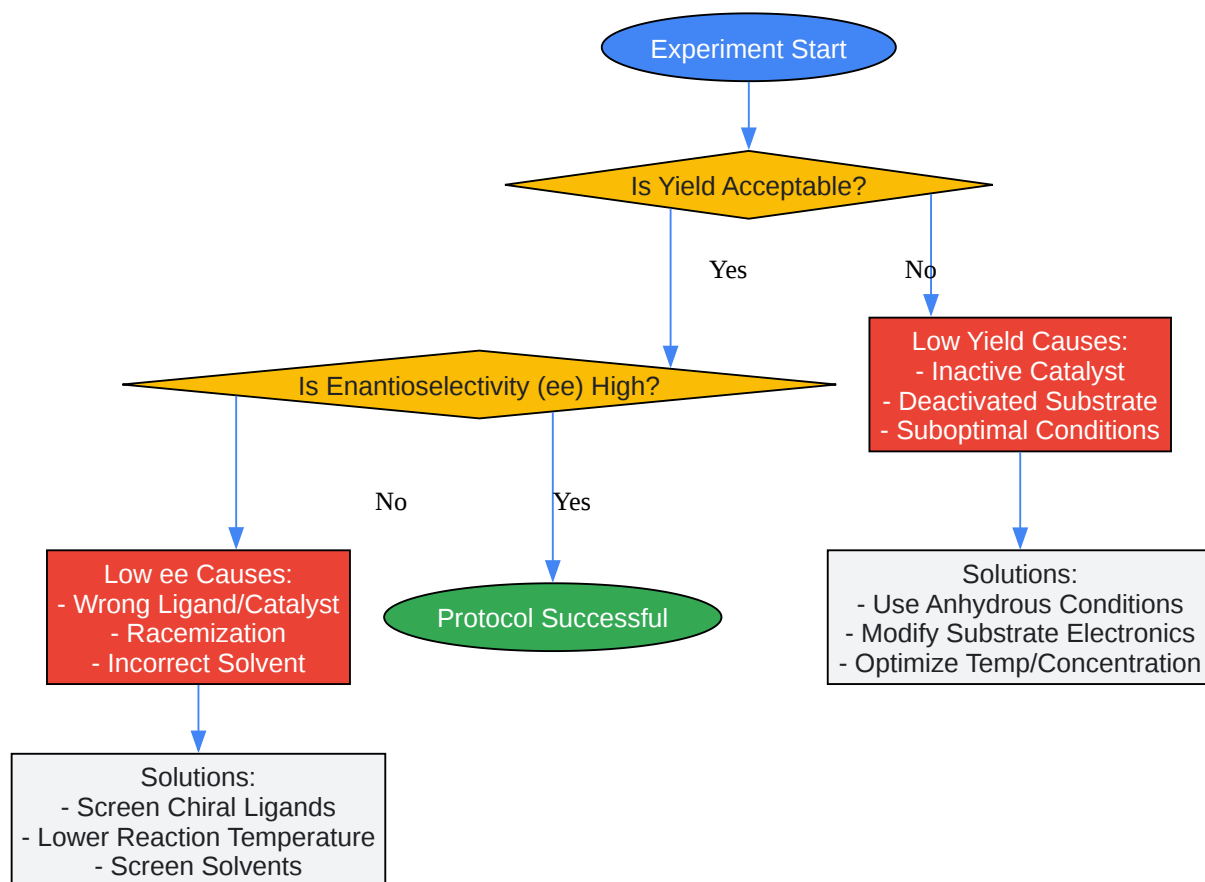 Experiment Start
Is Yield Acceptable?
Yes
No
Low Yield Causes:
- Inactive Catalyst
- Deactivated Substrate
- Suboptimal Conditions
Is Enantioselectivity (ee) High?
No
Yes
Low ee Causes:
- Wrong Ligand/Catalyst
- Racemization
- Incorrect Solvent
Protocol Successful
Solutions:
- Use Anhydrous Conditions
- Modify Substrate Electronics
- Optimize Temp/Concentration
Solutions:
- Screen Chiral Ligands
- Lower Reaction Temperature
- Screen Solvents